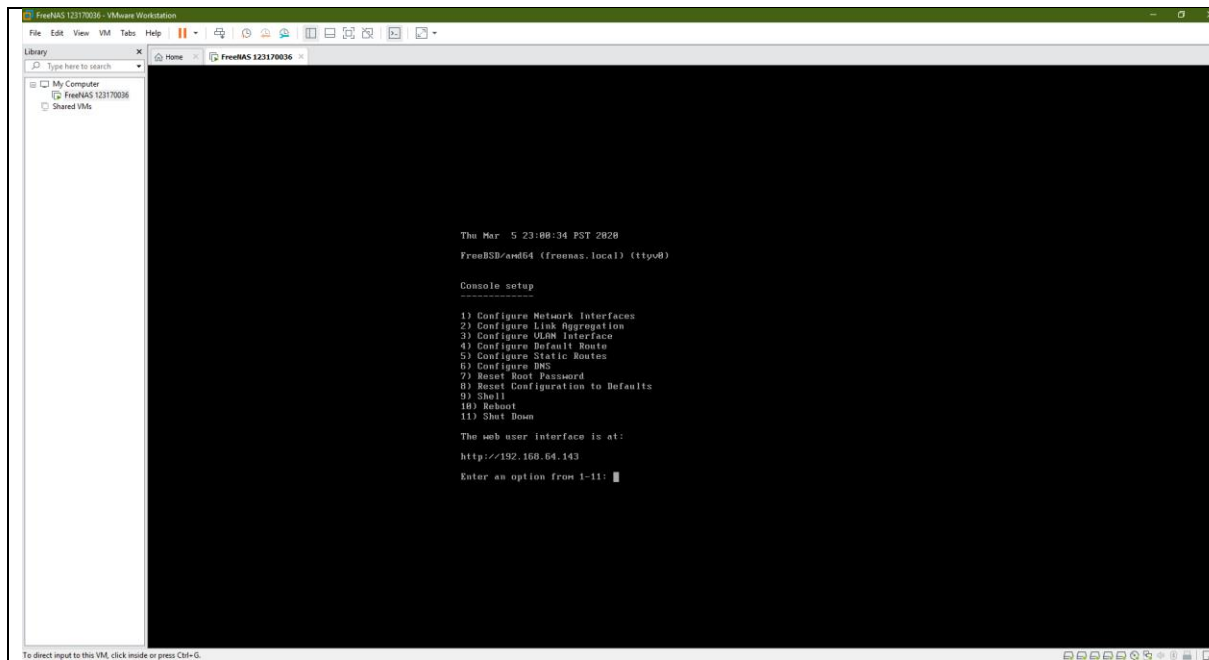 FreeNAS 123170036 - VMware Workstation
File Edit View VM Tabs Help
Library
Type here to search
My Computer
FreeNAS 123170036
Shared VMs
Home
FreeNAS 123170036
Thu Mar 5 23:00:34 PST 2020
FreeBSD/amd64 (freenas.local) (ttyv0)
Console setup
-------------
1) Configure Network Interfaces
2) Configure Link Aggregation
3) Configure VLAN Interface
4) Configure Default Route
5) Configure Static Routes
6) Configure DNS
7) Reset Root Password
8) Reset Configuration to Defaults
9) Shell
10) Reboot
11) Shut Down
The web user interface is at:
http://192.168.64.143
Enter an option from 1-11:
To direct input to this VM, click inside or press Ctrl+G.